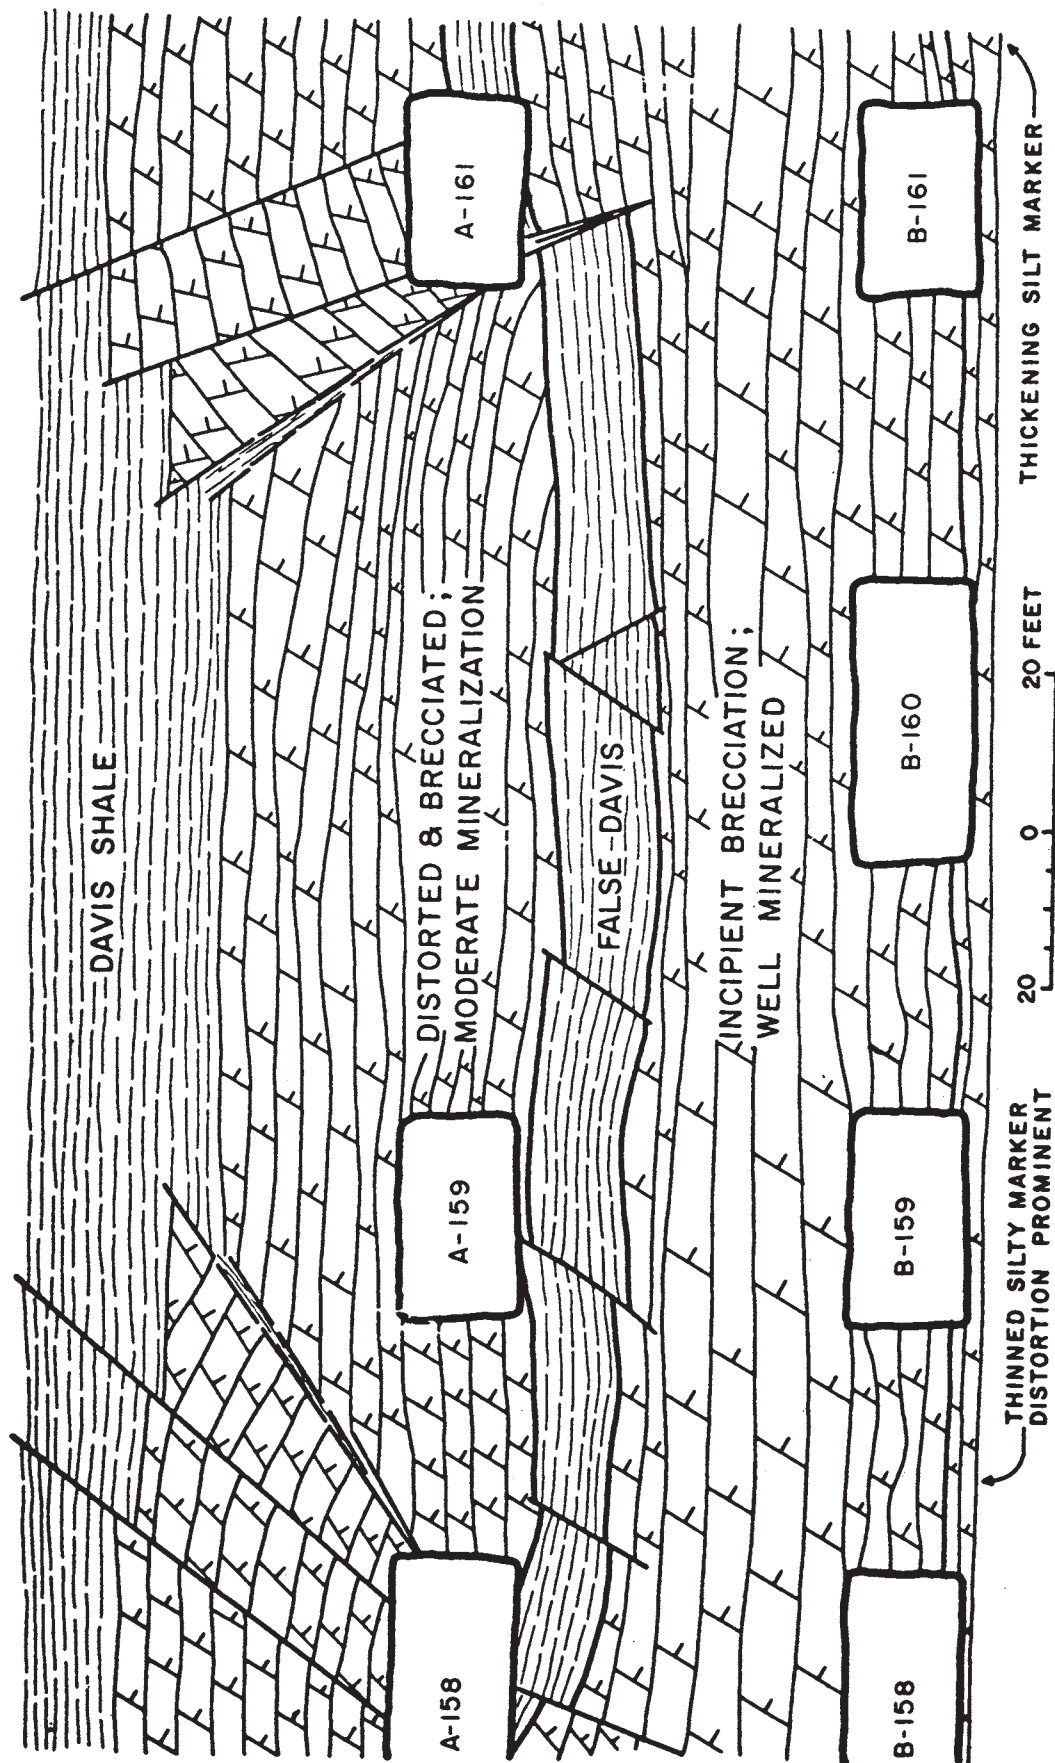 DAVIS SHALE
A-158
A-159
A-161
DISTORTED & BRECCIATED;
MODERATE MINERALIZATION
FALSE DAVIS
INCIPIENT BRECCIATION;
WELL MINERALIZED
B-158
B-159
B-160
B-161
THINNED SILTY MARKER
DISTORTION PROMINENT
20 0 20 FEET
THICKENING SILT MARKER